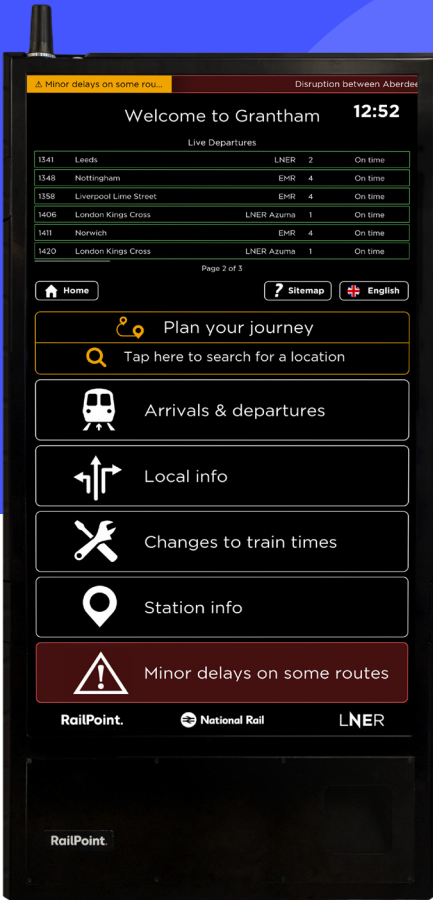 ⚠ Minor delays on some rou... Disruption between Aberdee
Welcome to Grantham 12:52
Live Departures
1341 Leeds LNER 2 On time
1348 Nottingham EMR 4 On time
1358 Liverpool Lime Street EMR 4 On time
1406 London Kings Cross LNER Azuma 1 On time
1411 Norwich EMR 4 On time
1420 London Kings Cross LNER Azuma 1 On time
Page 2 of 3
Home ? Sitemap English
Plan your journey
Tap here to search for a location
Arrivals & departures
Local info
Changes to train times
Station info
Minor delays on some routes
RailPoint. National Rail LNER
RailPoint.